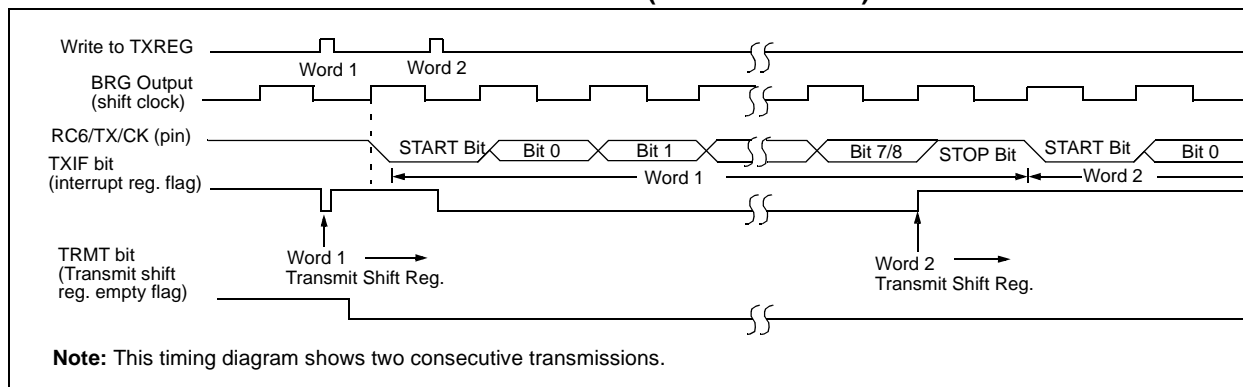 Write to TXREG
Word 1
Word 2
BRG Output
(shift clock)
RC6/TX/CK (pin)
START Bit
Bit 0
Bit 1
Bit 7/8
STOP Bit
START Bit
Bit 0
TXIF bit
(interrupt reg. flag)
Word 1
Word 2
TRMT bit
(Transmit shift
reg. empty flag)
Word 1
Transmit Shift Reg.
Word 2
Transmit Shift Reg.
Note: This timing diagram shows two consecutive transmissions.